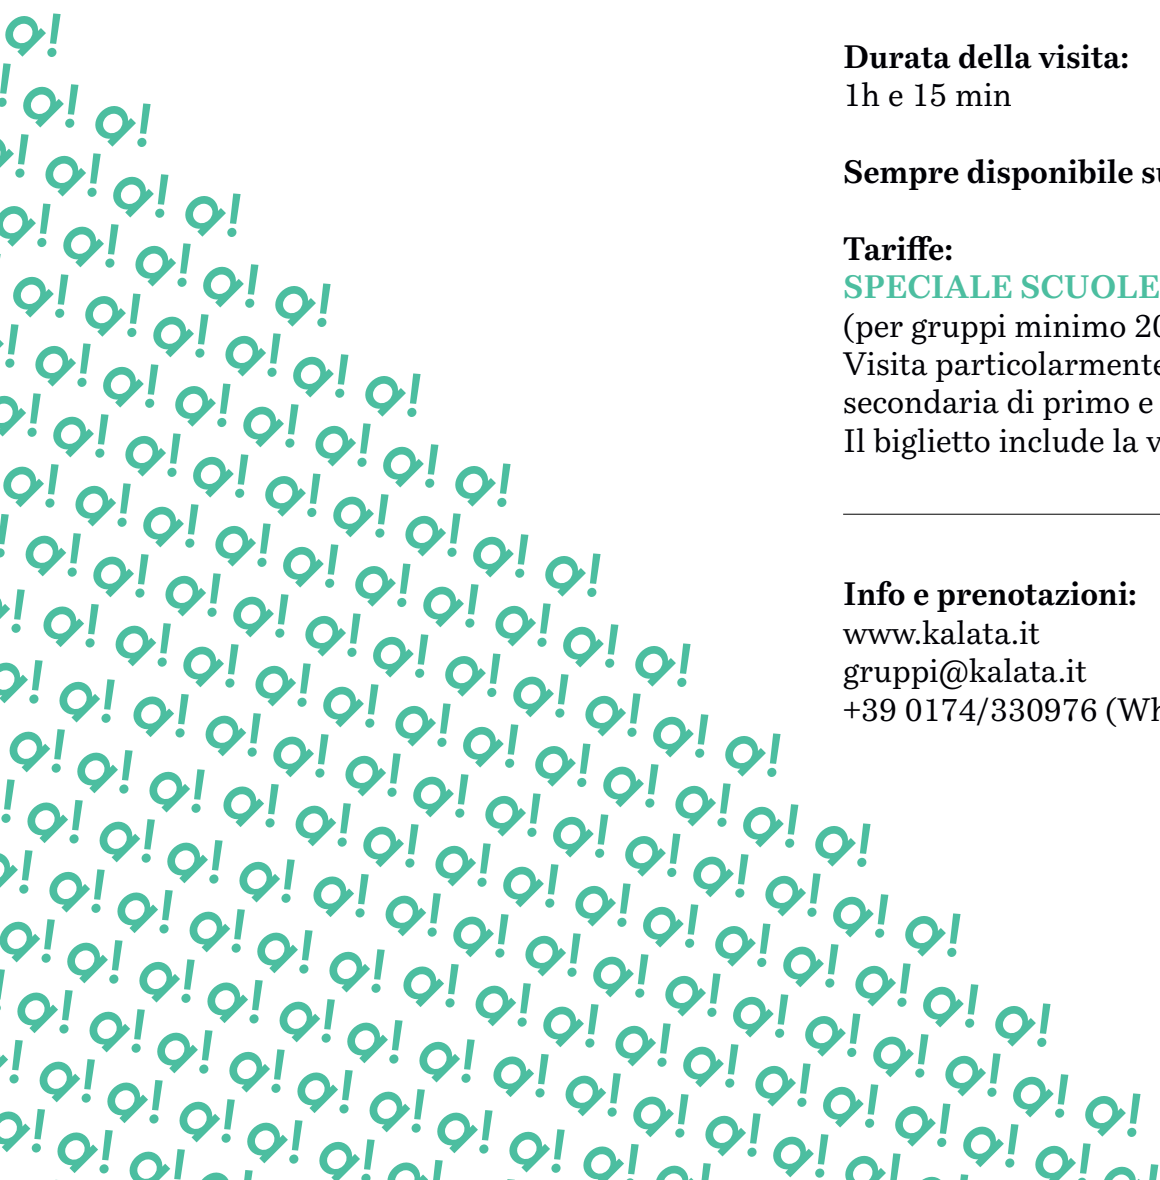 Durata della visita:
1h e 15 min
Sempre disponibile
Tariffe:
SPECIALE SCUOLE
(per gruppi minimo 20
Visita particolarmente
secondaria di primo e
Il biglietto include la
Info e prenotazioni:
www.kalata.it
gruppi@kalata.it
+39 0174/330976